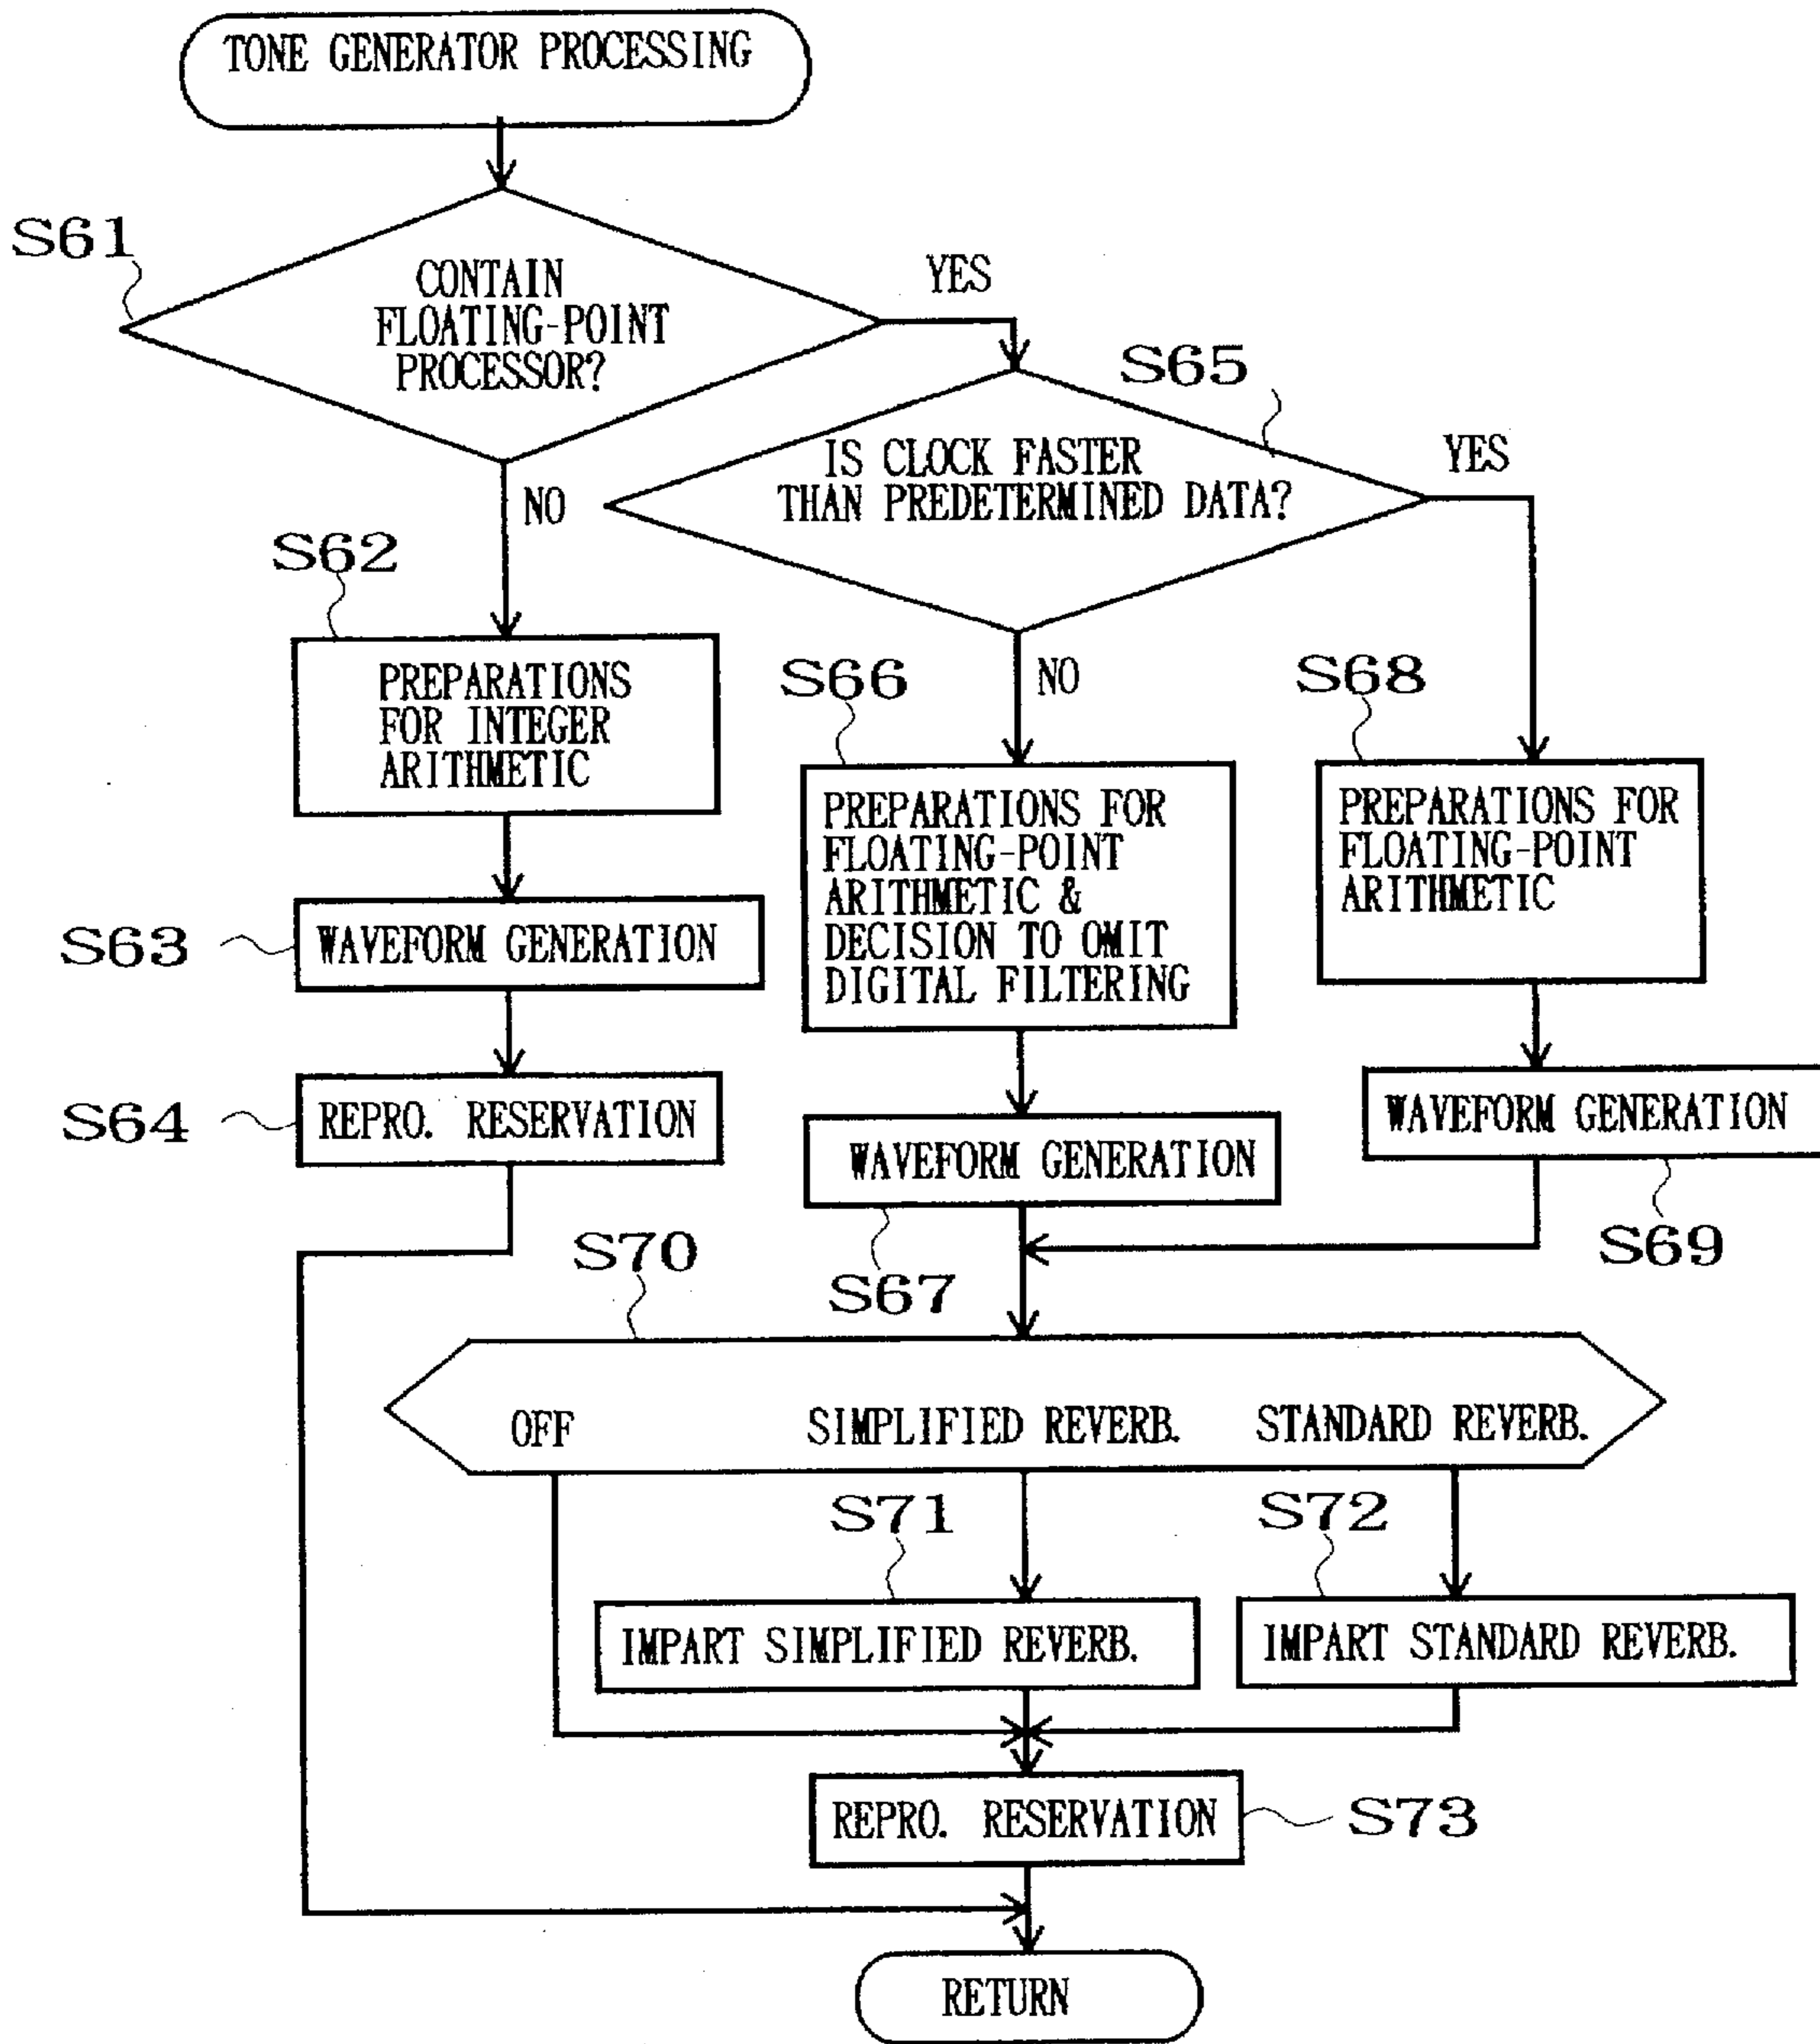 TONE GENERATOR PROCESSING
S61
CONTAIN
FLOATING-POINT
PROCESSOR?
YES
NO
S65
IS CLOCK FASTER
THAN PREDETERMINED DATA?
YES
NO
S62
PREPARATIONS
FOR INTEGER
ARITHMETIC
S66
PREPARATIONS FOR
FLOATING-POINT
ARITHMETIC &
DECISION TO OMIT
DIGITAL FILTERING
S68
PREPARATIONS FOR
FLOATING-POINT
ARITHMETIC
S63
WAVEFORM GENERATION
S64
REPRO. RESERVATION
WAVEFORM GENERATION
S67
WAVEFORM GENERATION
S69
S70
OFF
SIMPLIFIED REVERB.
STANDARD REVERB.
S71
IMPART SIMPLIFIED REVERB.
S72
IMPART STANDARD REVERB.
REPRO. RESERVATION
S73
RETURN